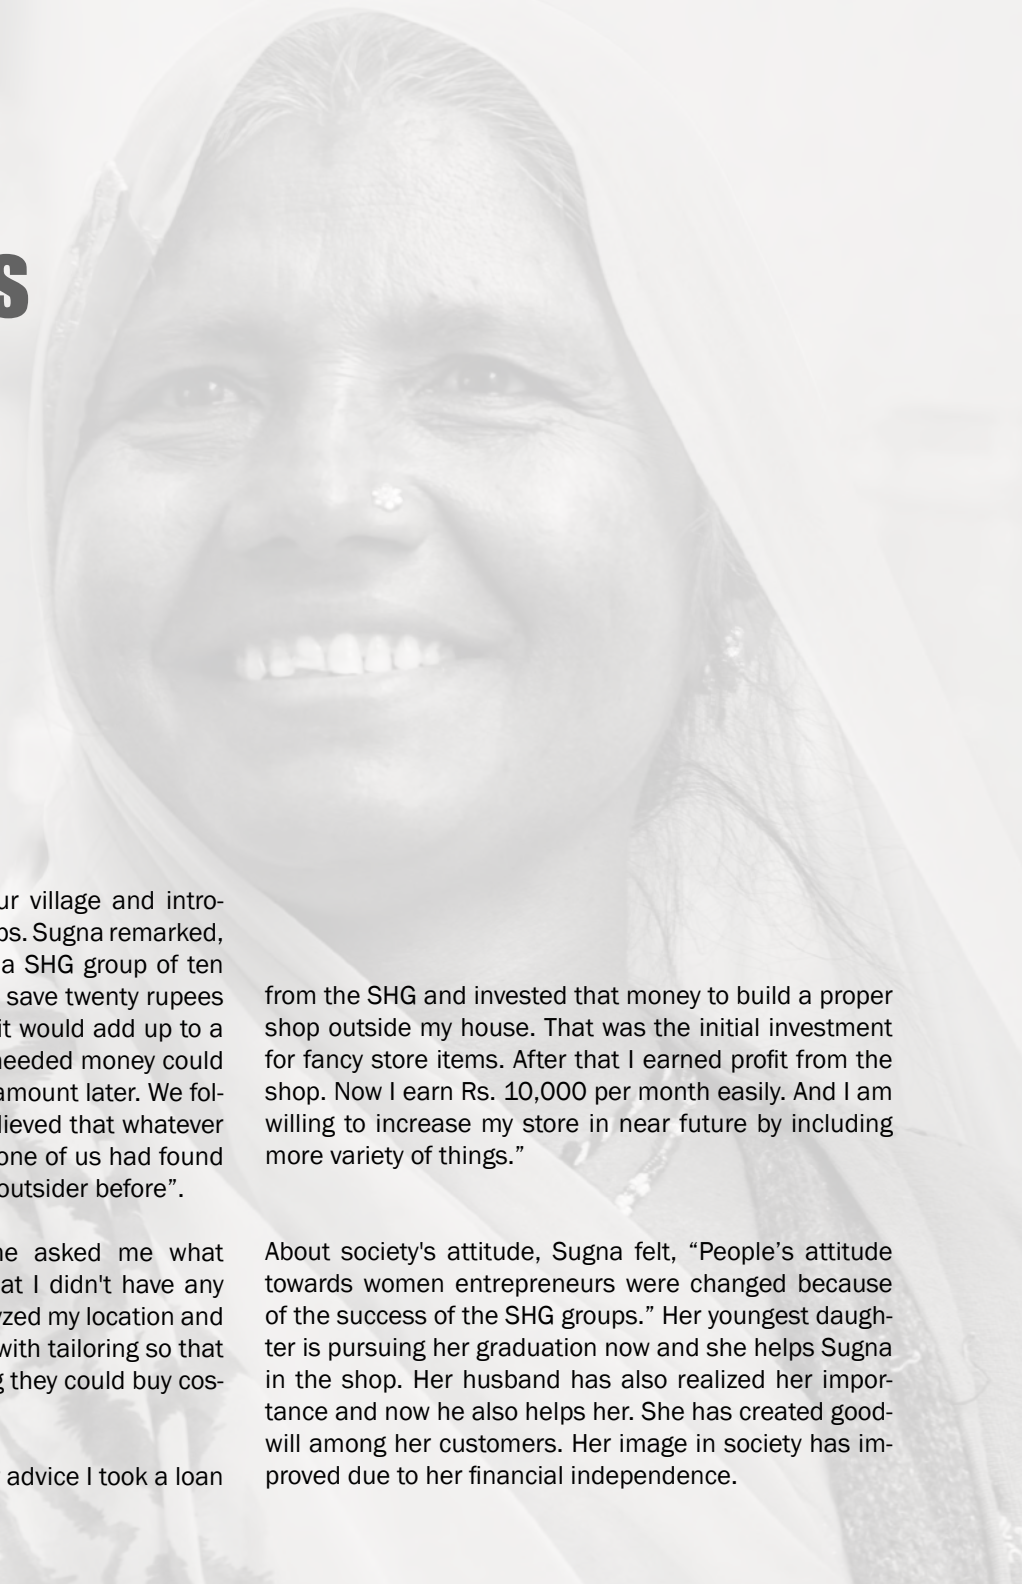 s
ur village and intro-
ps. Sugna remarked,
a SHG group of ten
save twenty rupees
it would add up to a
needed money could
amount later. We fol-
lieved that whatever
one of us had found
outsider before”.
he asked me what
at I didn't have any
yzed my location and
with tailoring so that
g they could buy cos-
advice I took a loan
from the SHG and invested that money to build a proper
shop outside my house. That was the initial investment
for fancy store items. After that I earned profit from the
shop. Now I earn Rs. 10,000 per month easily. And I am
willing to increase my store in near future by including
more variety of things.”
About society's attitude, Sugna felt, “People’s attitude
towards women entrepreneurs were changed because
of the success of the SHG groups.” Her youngest daugh-
ter is pursuing her graduation now and she helps Sugna
in the shop. Her husband has also realized her impor-
tance and now he also helps her. She has created good-
will among her customers. Her image in society has im-
proved due to her financial independence.